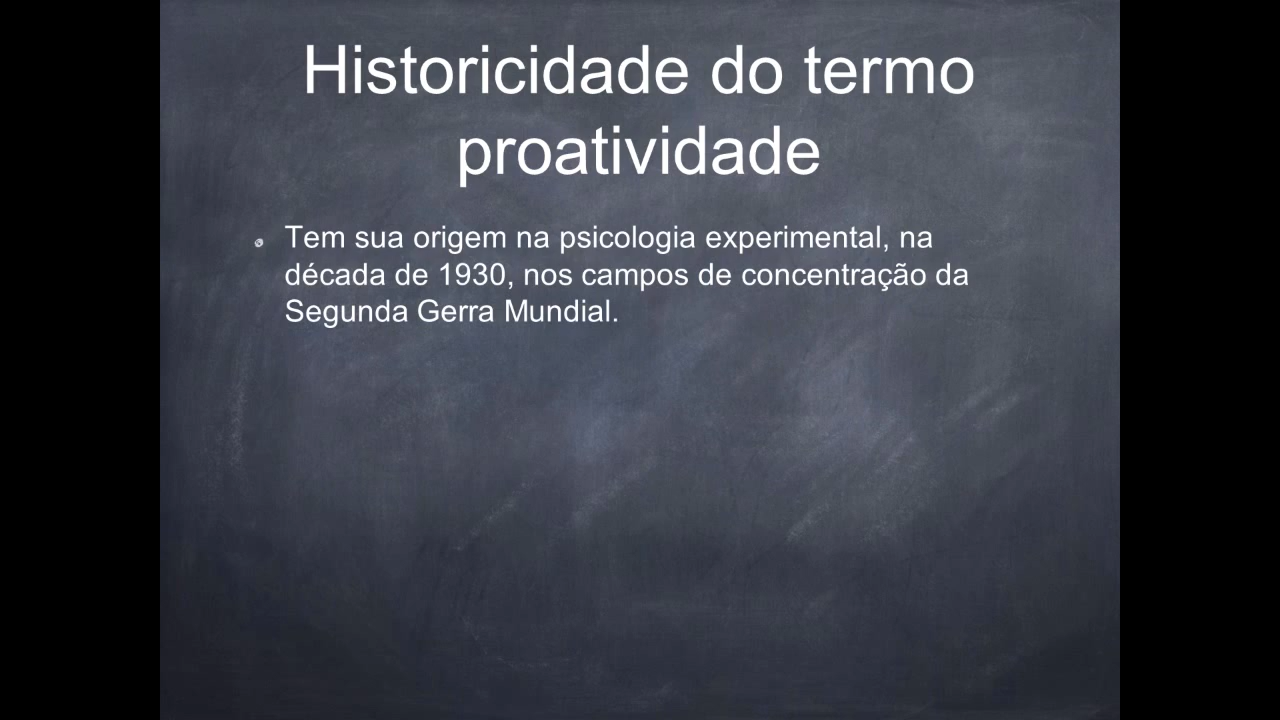 Historicidade do termo
proatividade
Tem sua origem na psicologia experimental, na
década de 1930, nos campos de concentração da
Segunda Gerra Mundial.